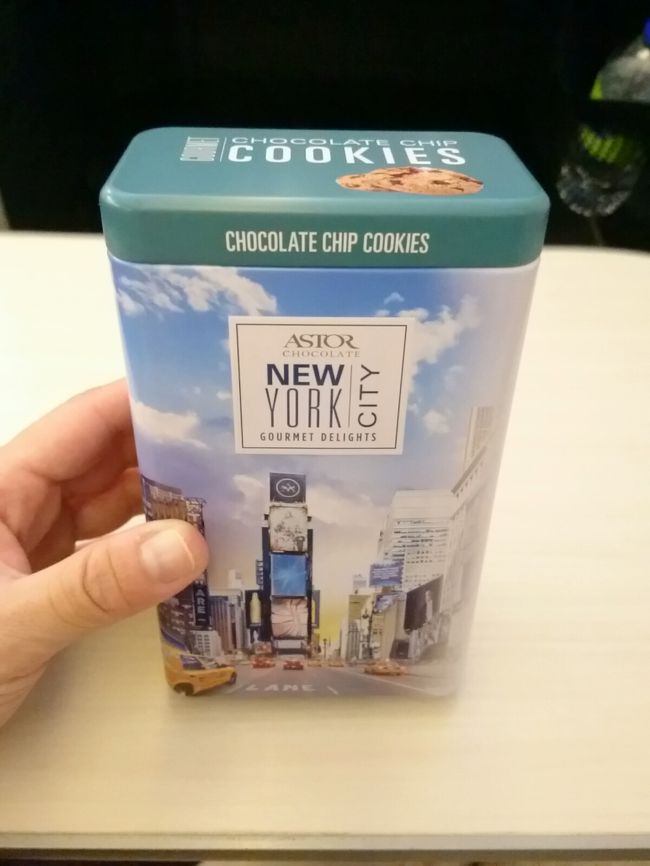 CHOCOLATE CHIP
COOKIES
CHOCOLATE CHIP COOKIES
ASTOR
CHOCOLATE
NEW
YORK
CITY
GOURMET DELIGHTS
LANE